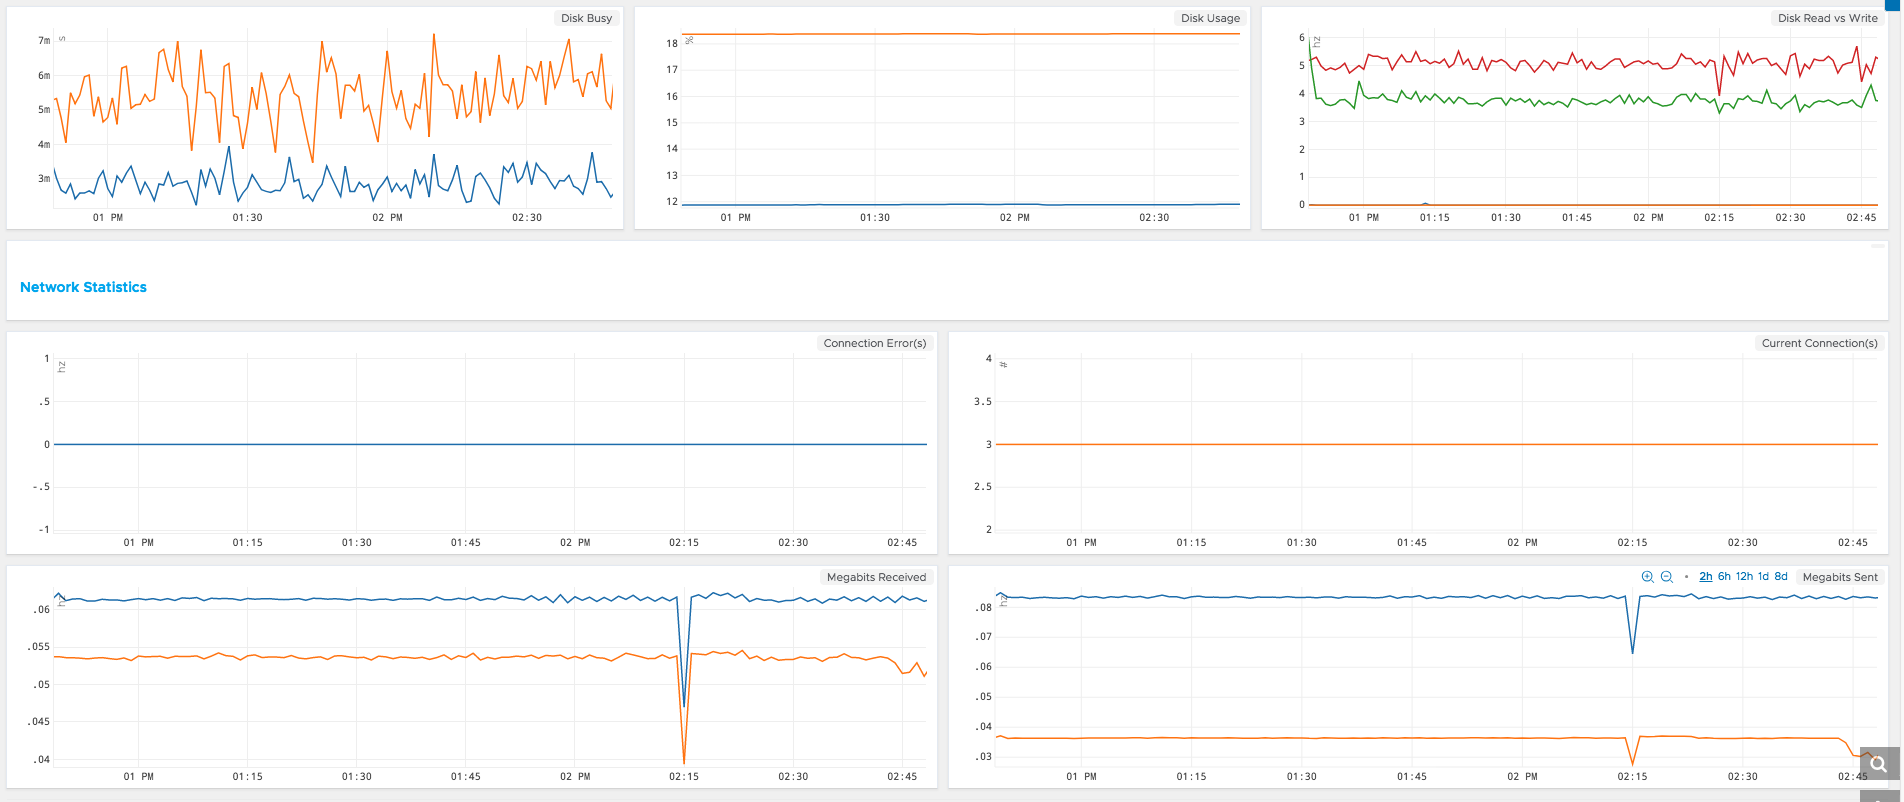 Disk Busy
s
7m
6m
5m
4m
3m
01 PM 01:30 02 PM 02:30
Disk Usage
%
18
17
16
15
14
13
12
01 PM 01:30 02 PM 02:30
Disk Read vs Write
hz
6
5
4
3
2
1
0
01 PM 01:15 01:30 01:45 02 PM 02:15 02:30 02:45
Network Statistics
Connection Error(s)
hz
1
.5
0
-.5
-1
01 PM 01:15 01:30 01:45 02 PM 02:15 02:30 02:45
Current Connection(s)
#
4
3.5
3
2.5
2
01 PM 01:15 01:30 01:45 02 PM 02:15 02:30 02:45
Megabits Received
.06
.055
.05
.045
.04
01 PM 01:15 01:30 01:45 02 PM 02:15 02:30 02:45
2h 6h 12h 1d 8d Megabits Sent
hz
.08
.07
.06
.05
.04
.03
01 PM 01:15 01:30 01:45 02 PM 02:15 02:30 02:45